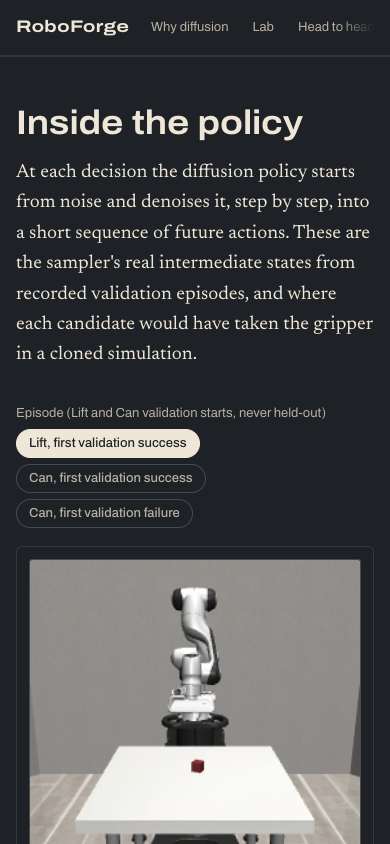 RoboForge Why diffusion Lab Head to head
Inside the policy
At each decision the diffusion policy starts
from noise and denoises it, step by step, into
a short sequence of future actions. These are
the sampler's real intermediate states from
recorded validation episodes, and where
each candidate would have taken the gripper
in a cloned simulation.
Episode (Lift and Can validation starts, never held-out)
Lift, first validation success
Can, first validation success
Can, first validation failure